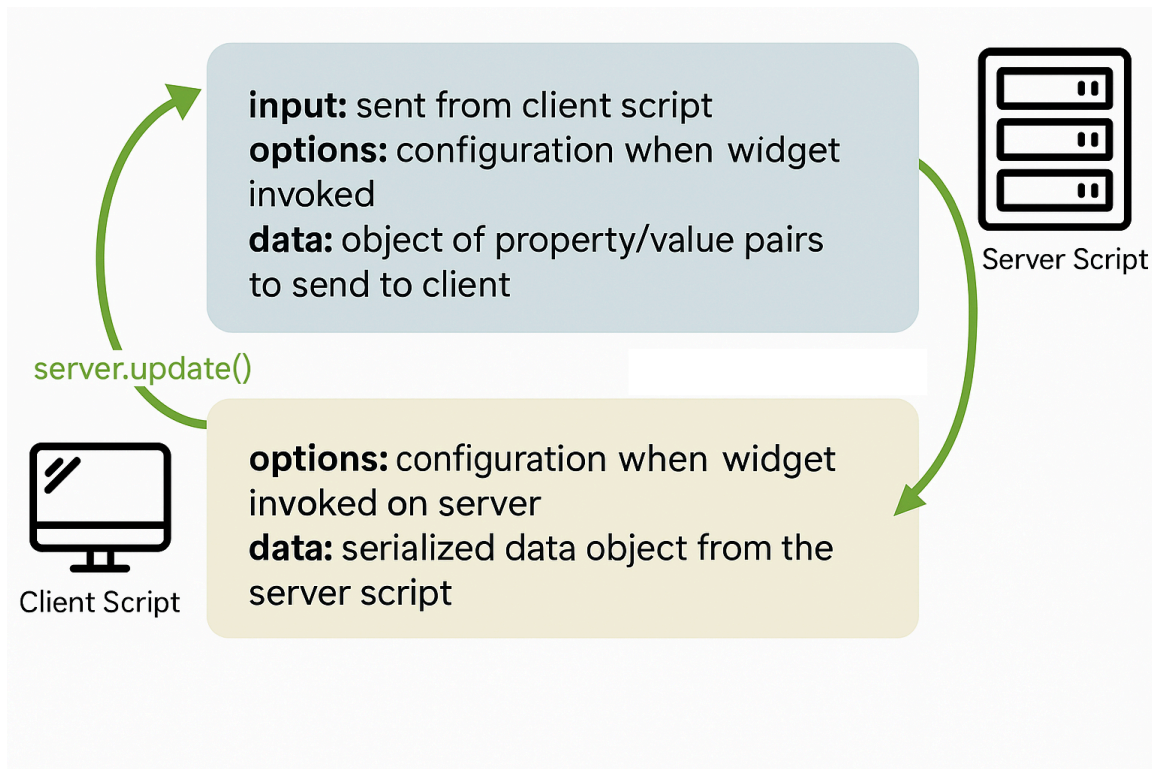 input: sent from client script
options: configuration when widget
invoked
data: object of property/value pairs
to send to client
Server Script
server.update()
options: configuration when widget
invoked on server
data: serialized data object from the
server script
Client Script